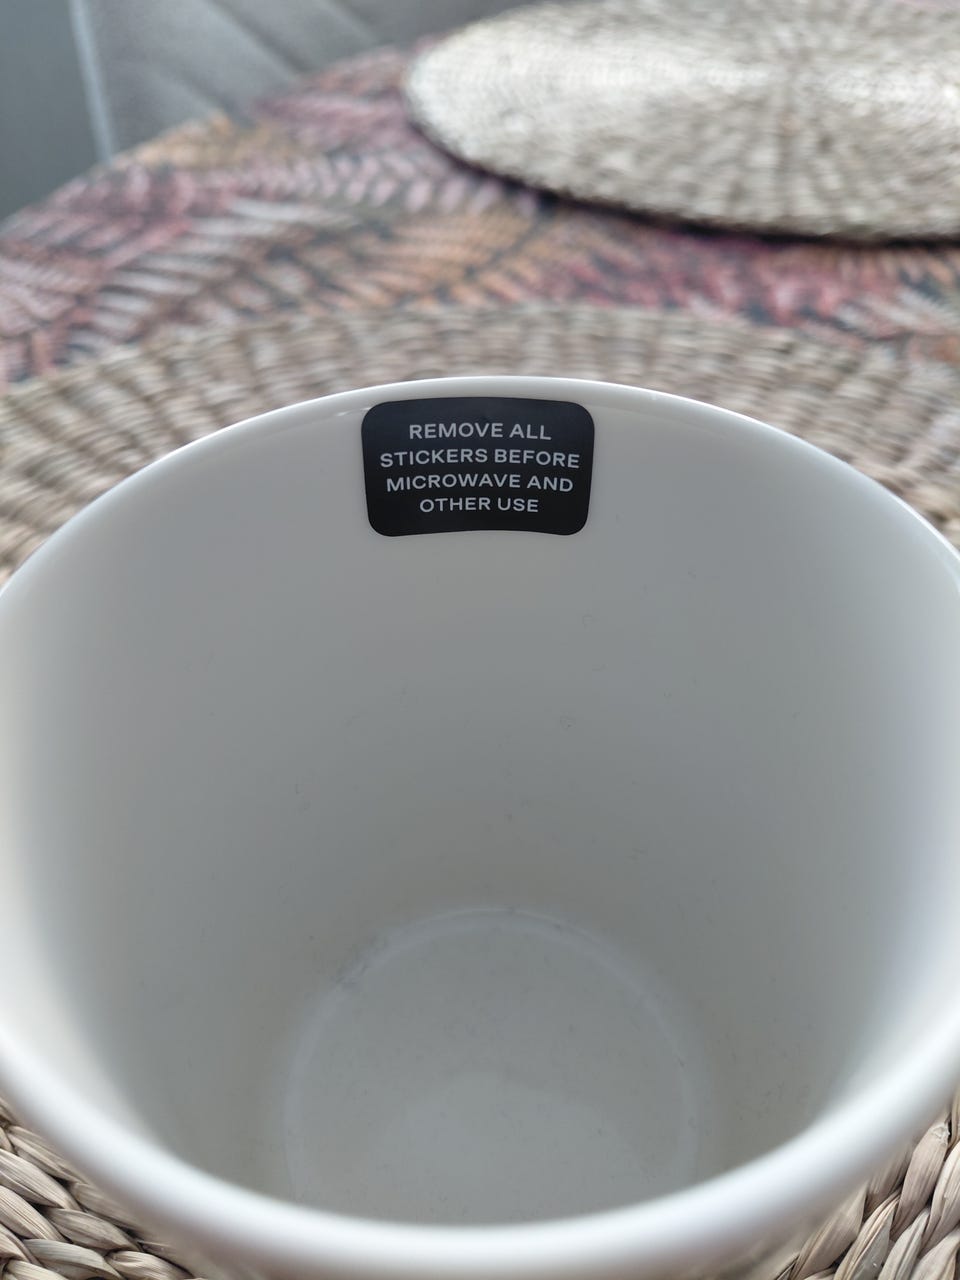 REMOVE ALL
STICKERS BEFORE
MICROWAVE AND
OTHER USE